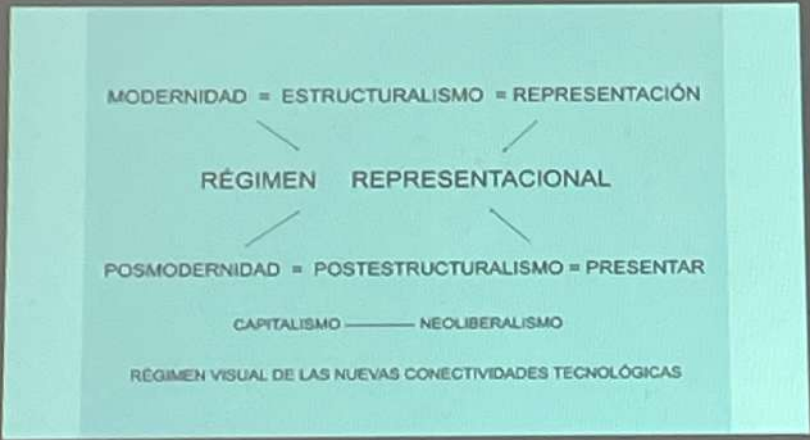 MODERNIDAD = ESTRUCTURALISMO = REPRESENTACIÓN
RÉGIMEN REPRESENTACIONAL
POSMODERNIDAD = POSTESTRUCTURALISMO = PRESENTAR
CAPITALISMO ——— NEOLIBERALISMO
RÉGIMEN VISUAL DE LAS NUEVAS CONECTIVIDADES TECNOLÓGICAS